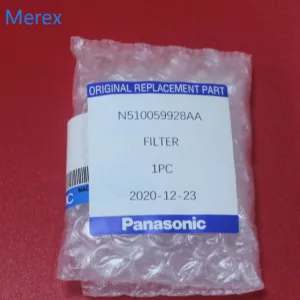 Merex
ORIGINAL REPLACEMENT PART
N510059928AA
FILTER
1PC
2020-12-23
Panasonic